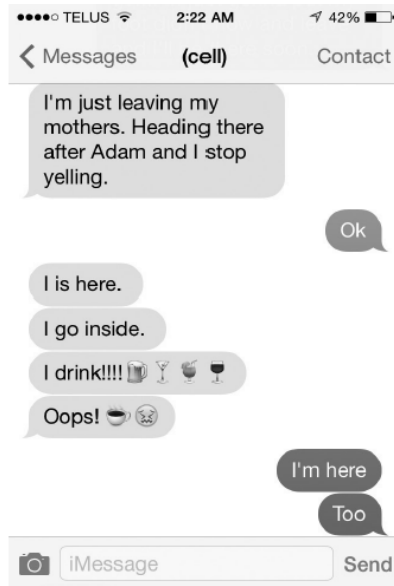 TELUS 2:22 AM 42%
Messages (cell) Contact
I'm just leaving my
mothers. Heading there
after Adam and I stop
yelling.
Ok
I is here.
I go inside.
I drink!!!!🍺🍸🍹🍷
Oops! ☕😖
I'm here
Too
iMessage Send